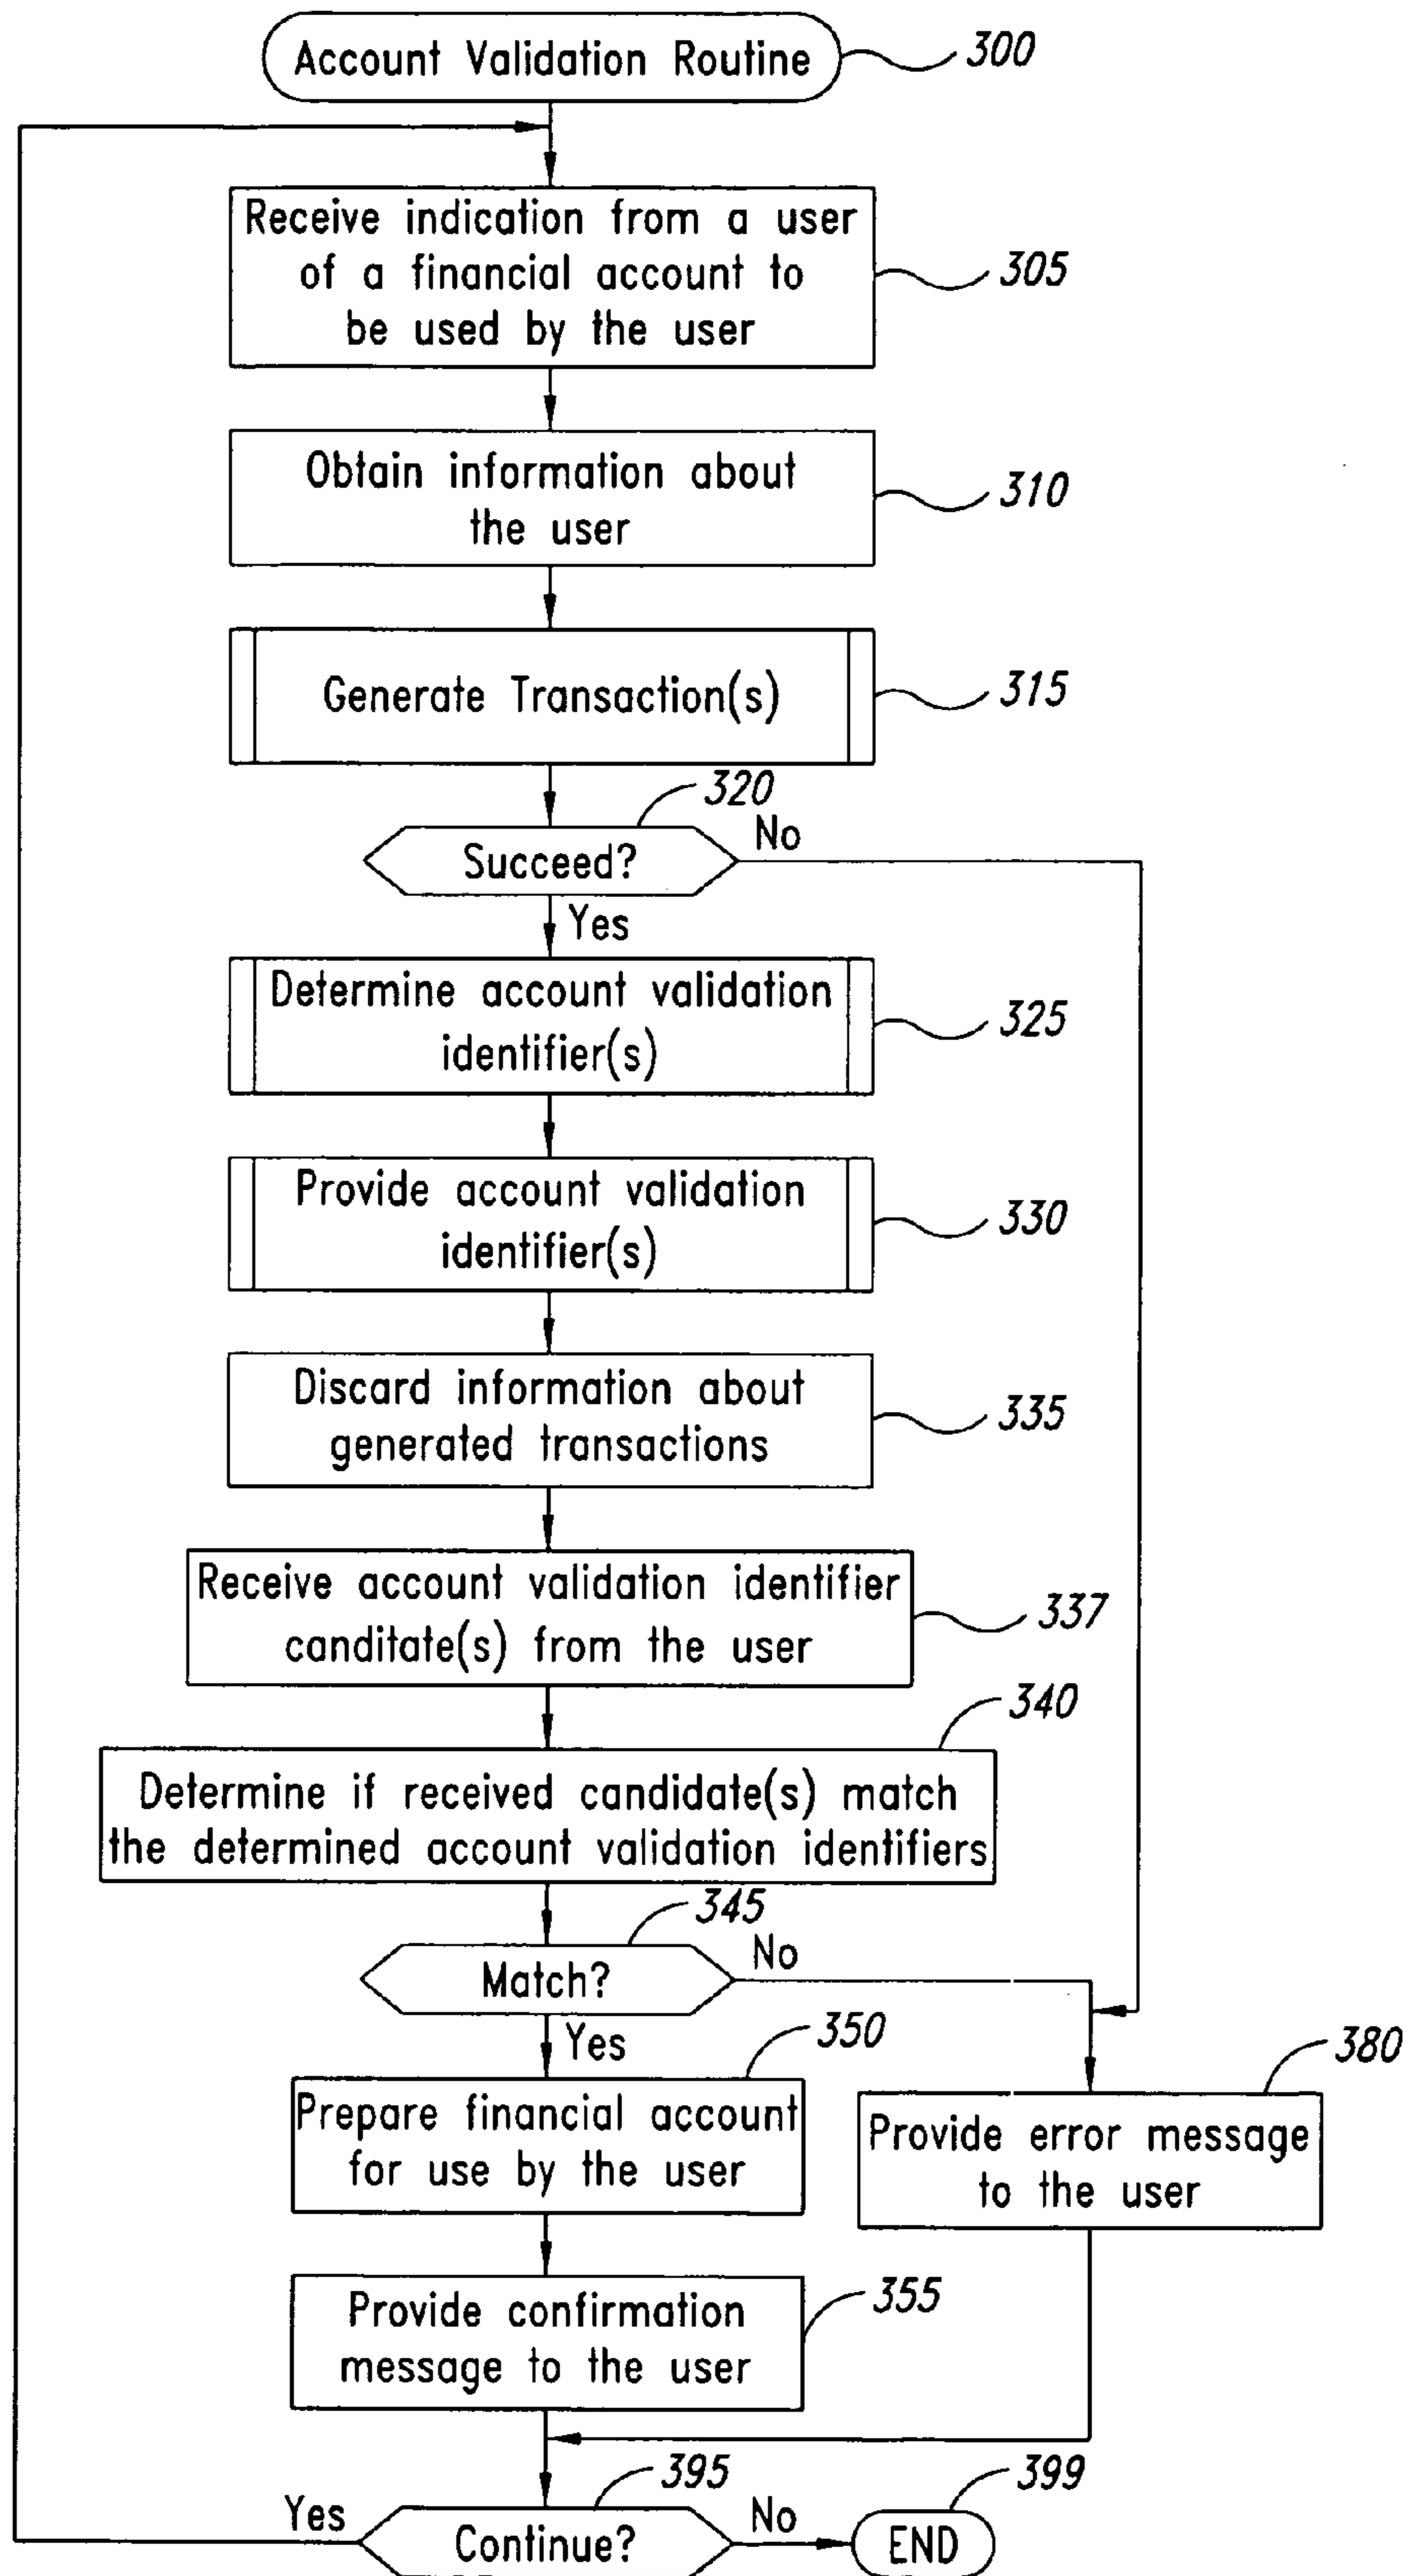 Account Validation Routine
300
Receive indication from a user
of a financial account to
be used by the user
305
Obtain information about
the user
310
Generate Transaction(s)
315
320
Succeed?
No
Yes
Determine account validation
identifier(s)
325
Provide account validation
identifier(s)
330
Discard information about
generated transactions
335
Receive account validation identifier
canditate(s) from the user
337
340
Determine if received candidate(s) match
the determined account validation identifiers
345
Match?
No
Yes
350
Prepare financial account
for use by the user
380
Provide error message
to the user
355
Provide confirmation
message to the user
395
Yes
Continue?
No
399
END